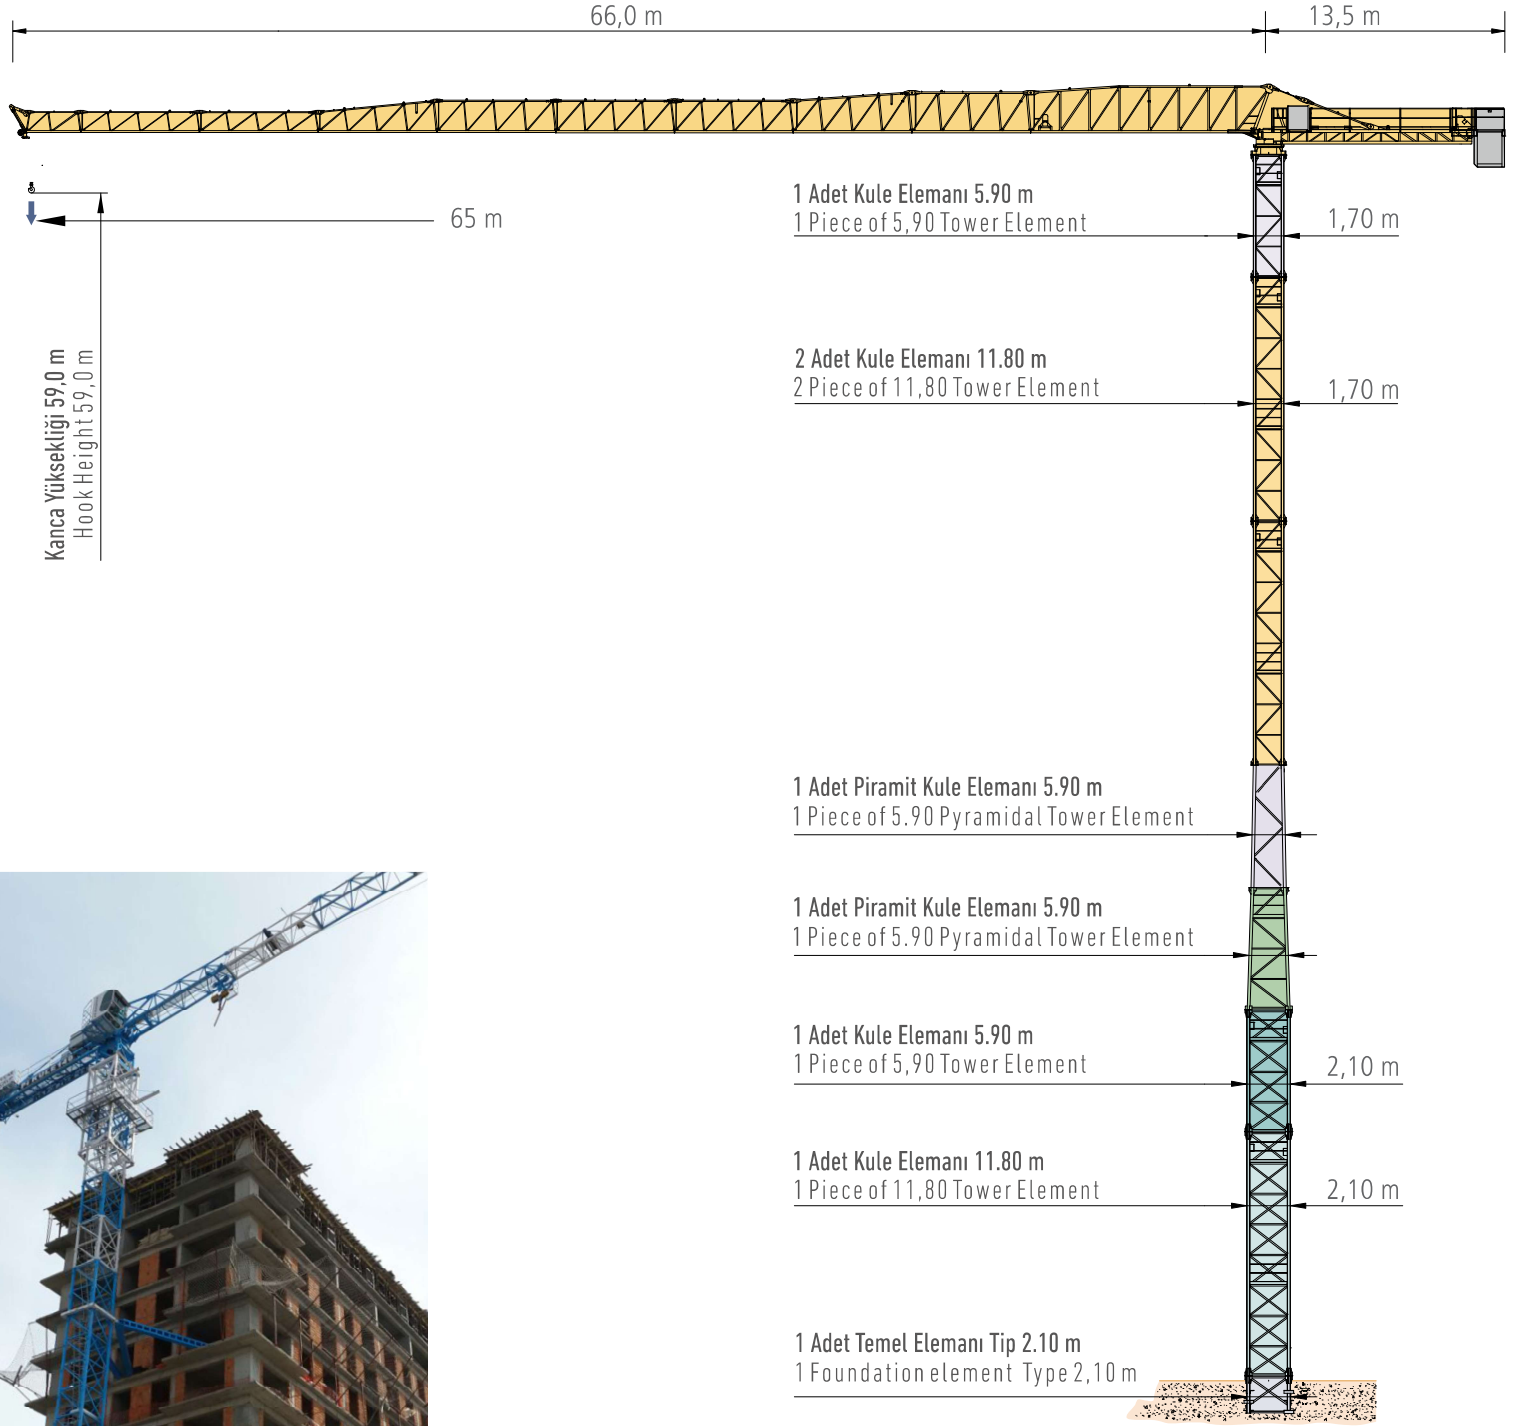 66,0 m
13,5 m
1 Adet Kule Elemanı 5.90 m
1 Piece of 5,90 Tower Element
1,70 m
65 m
Kanca Yüksekliği 59,0 m
Hook Height 59,0 m
2 Adet Kule Elemanı 11.80 m
2 Piece of 11,80 Tower Element
1,70 m
1 Adet Piramit Kule Elemanı 5.90 m
1 Piece of 5.90 Pyramidal Tower Element
1 Adet Piramit Kule Elemanı 5.90 m
1 Piece of 5.90 Pyramidal Tower Element
1 Adet Kule Elemanı 5.90 m
1 Piece of 5,90 Tower Element
2,10 m
1 Adet Kule Elemanı 11.80 m
1 Piece of 11,80 Tower Element
2,10 m
1 Adet Temel Elemanı Tip 2.10 m
1 Foundation element Type 2,10 m